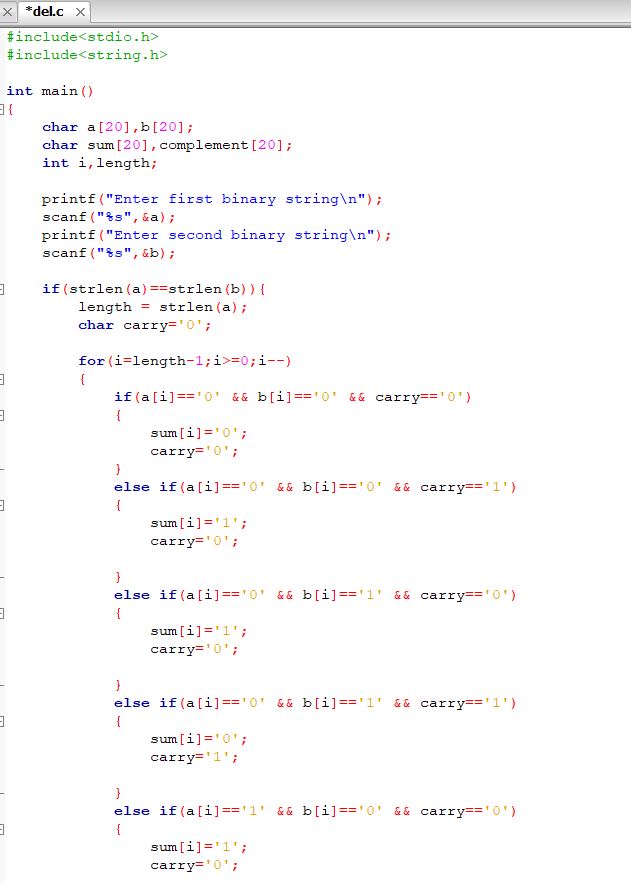 *del.c
#include<stdio.h>
#include<string.h>
int main()
{
char a[20],b[20];
char sum[20],complement[20];
int i,length;
printf("Enter first binary string\n");
scanf("%s",&a);
printf("Enter second binary string\n");
scanf("%s",&b);
if(strlen(a)==strlen(b)){
length = strlen(a);
char carry='0';
for(i=length-1;i>=0;i--)
{
if(a[i]=='0' && b[i]=='0' && carry=='0')
{
sum[i]='0';
carry='0';
}
else if(a[i]=='0' && b[i]=='0' && carry=='1')
{
sum[i]='1';
carry='0';
}
else if(a[i]=='0' && b[i]=='1' && carry=='0')
{
sum[i]='1';
carry='0';
}
else if(a[i]=='0' && b[i]=='1' && carry=='1')
{
sum[i]='0';
carry='1';
}
else if(a[i]=='1' && b[i]=='0' && carry=='0')
{
sum[i]='1';
carry='0';